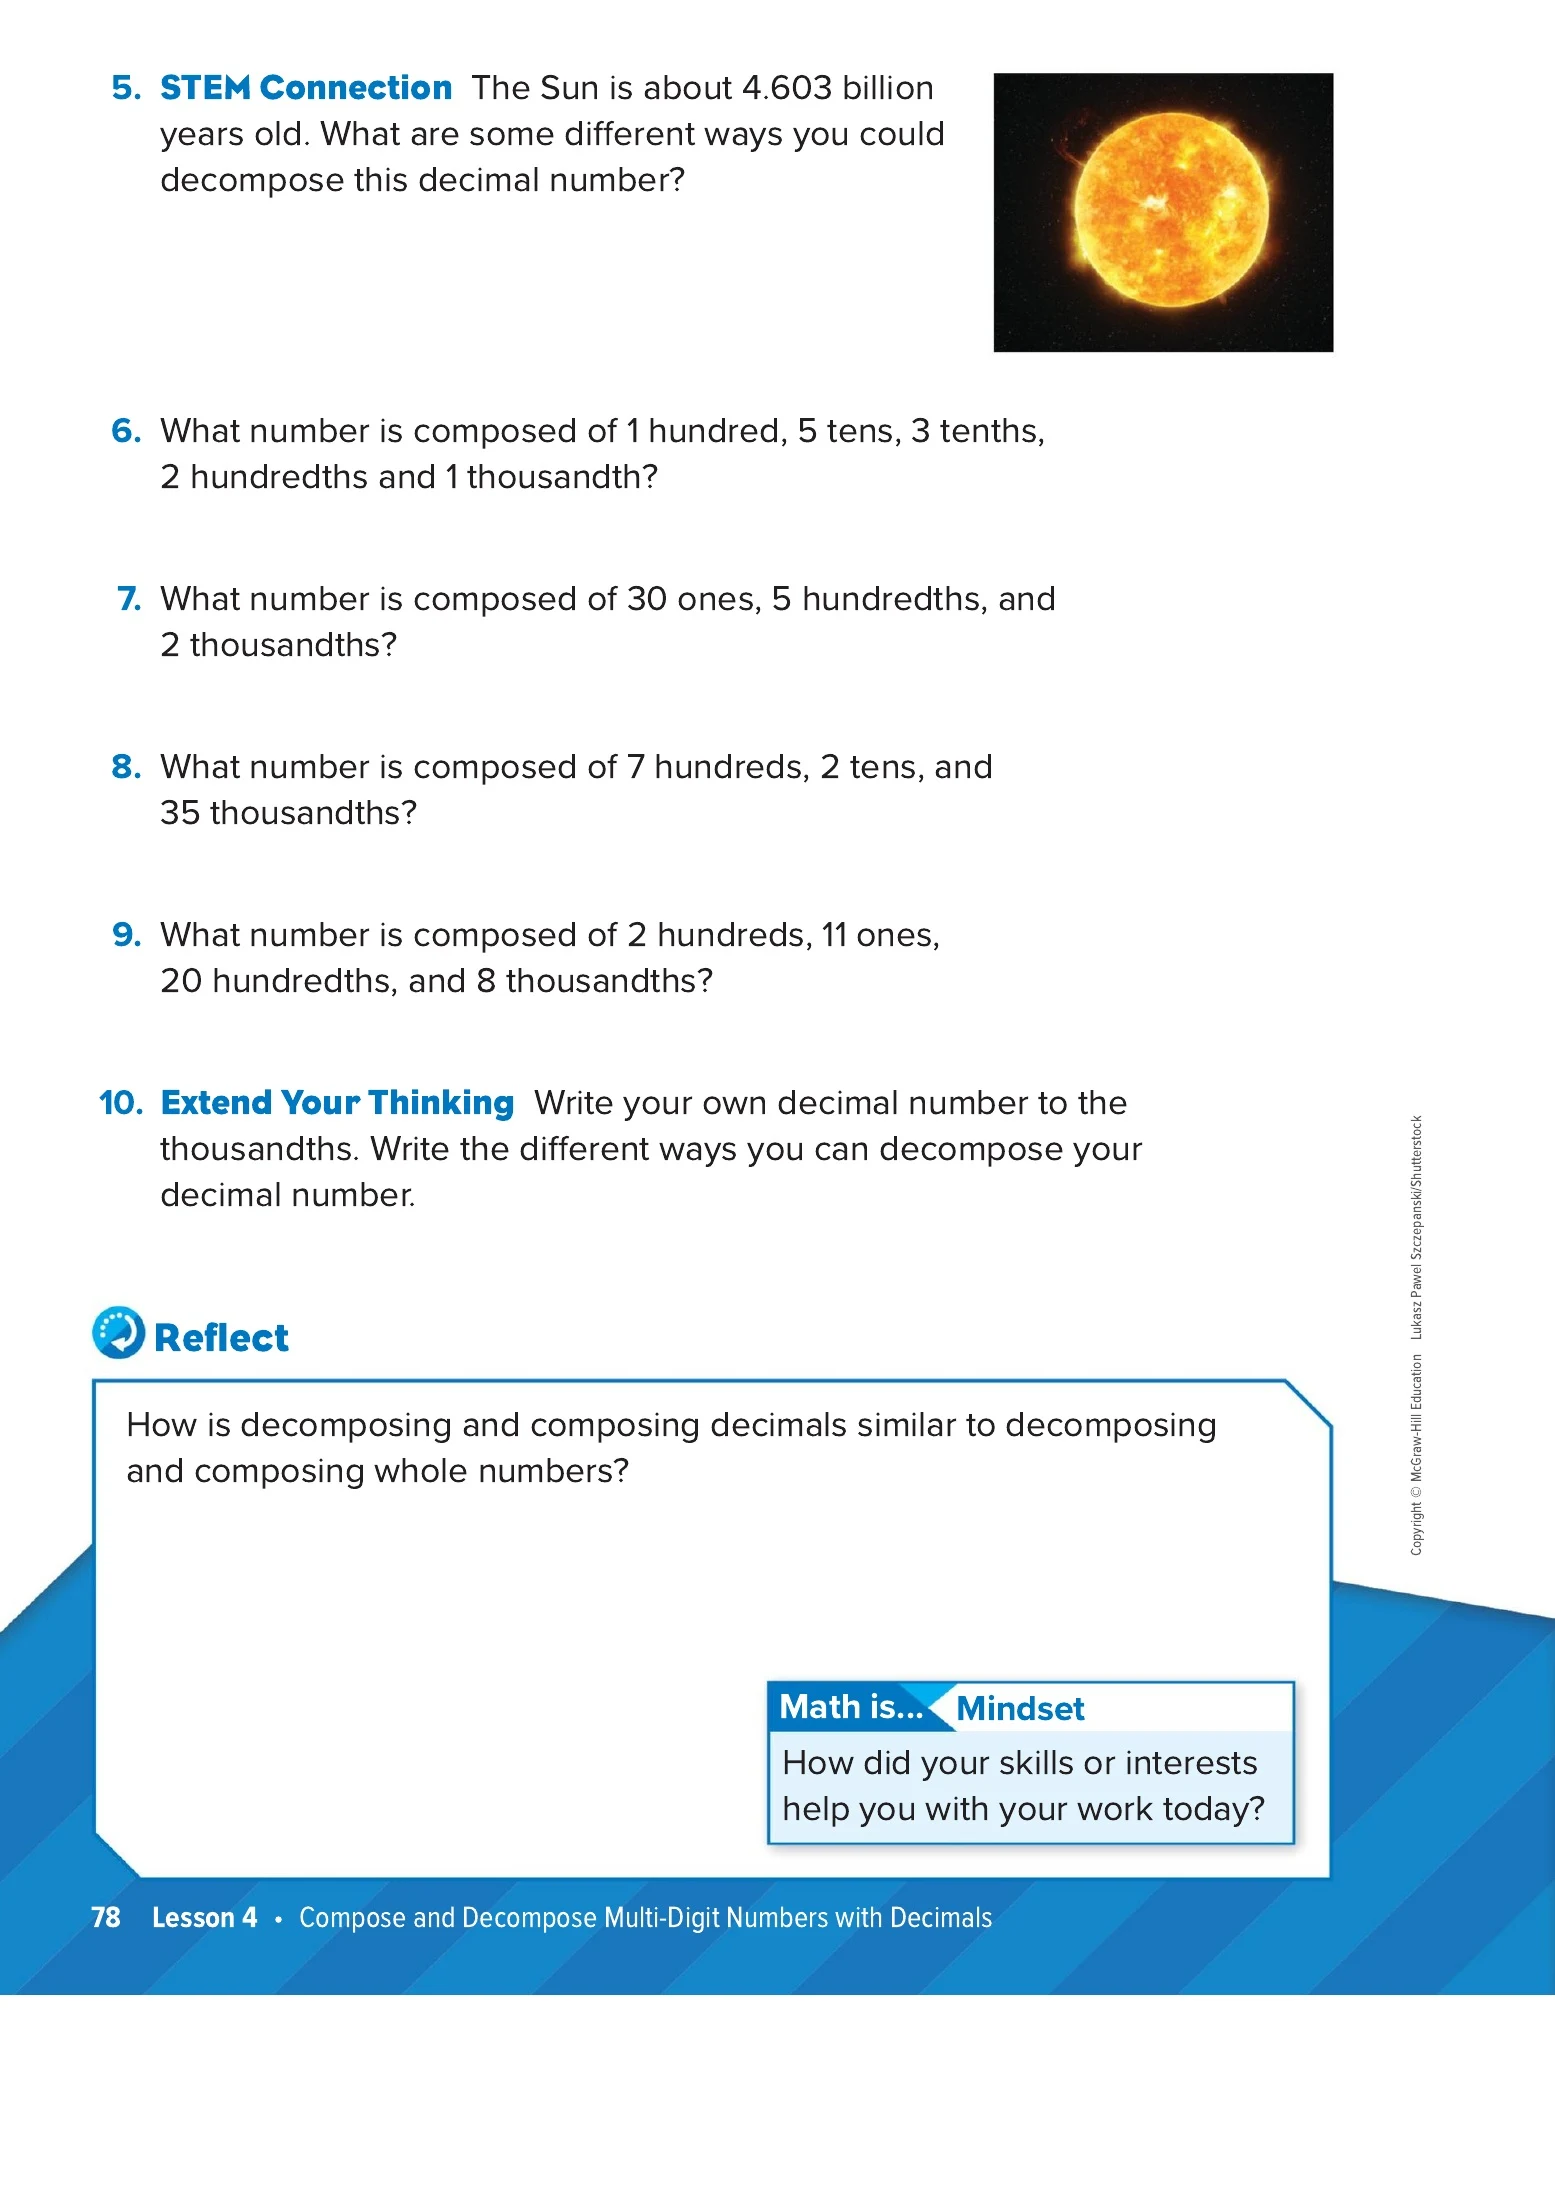 5. STEM Connection The Sun is about 4.603 billion
years old. What are some different ways you could
decompose this decimal number?
6. What number is composed of 1 hundred, 5 tens, 3 tenths,
2 hundredths and 1 thousandth?
7. What number is composed of 30 ones, 5 hundredths, and
2 thousandths?
8. What number is composed of 7 hundreds, 2 tens, and
35 thousandths?
9. What number is composed of 2 hundreds, 11 ones,
20 hundredths, and 8 thousandths?
10. Extend Your Thinking Write your own decimal number to the
thousandths. Write the different ways you can decompose your
decimal number.
Reflect
How is decomposing and composing decimals similar to decomposing
and composing whole numbers?
Math is... Mindset
How did your skills or interests
help you with your work today?
78 Lesson 4 • Compose and Decompose Multi-Digit Numbers with Decimals
Copyright © McGraw-Hill Education Lukasz Pawel Szczepanski/Shutterstock